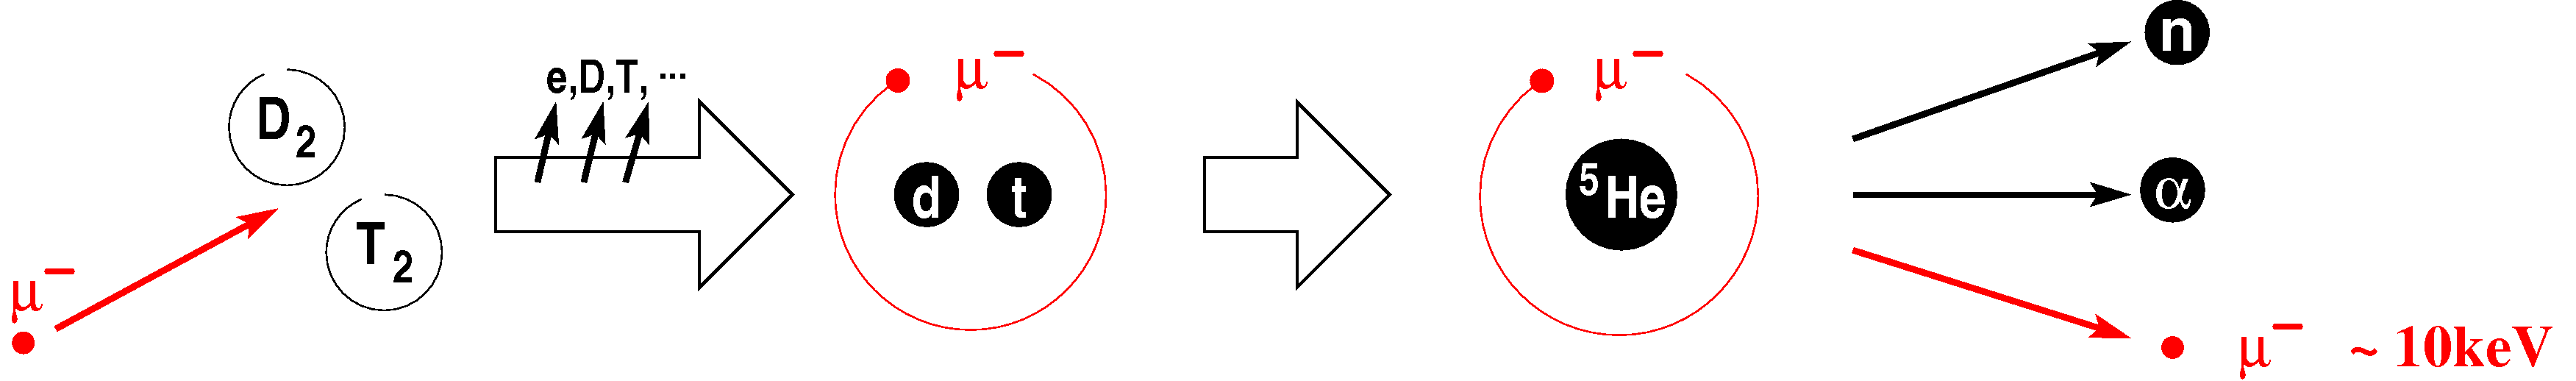 μ⁻
D₂
T₂
e,D,T, ···
μ⁻
d t
μ⁻
⁵He
n
α
μ⁻ ~ 10keV